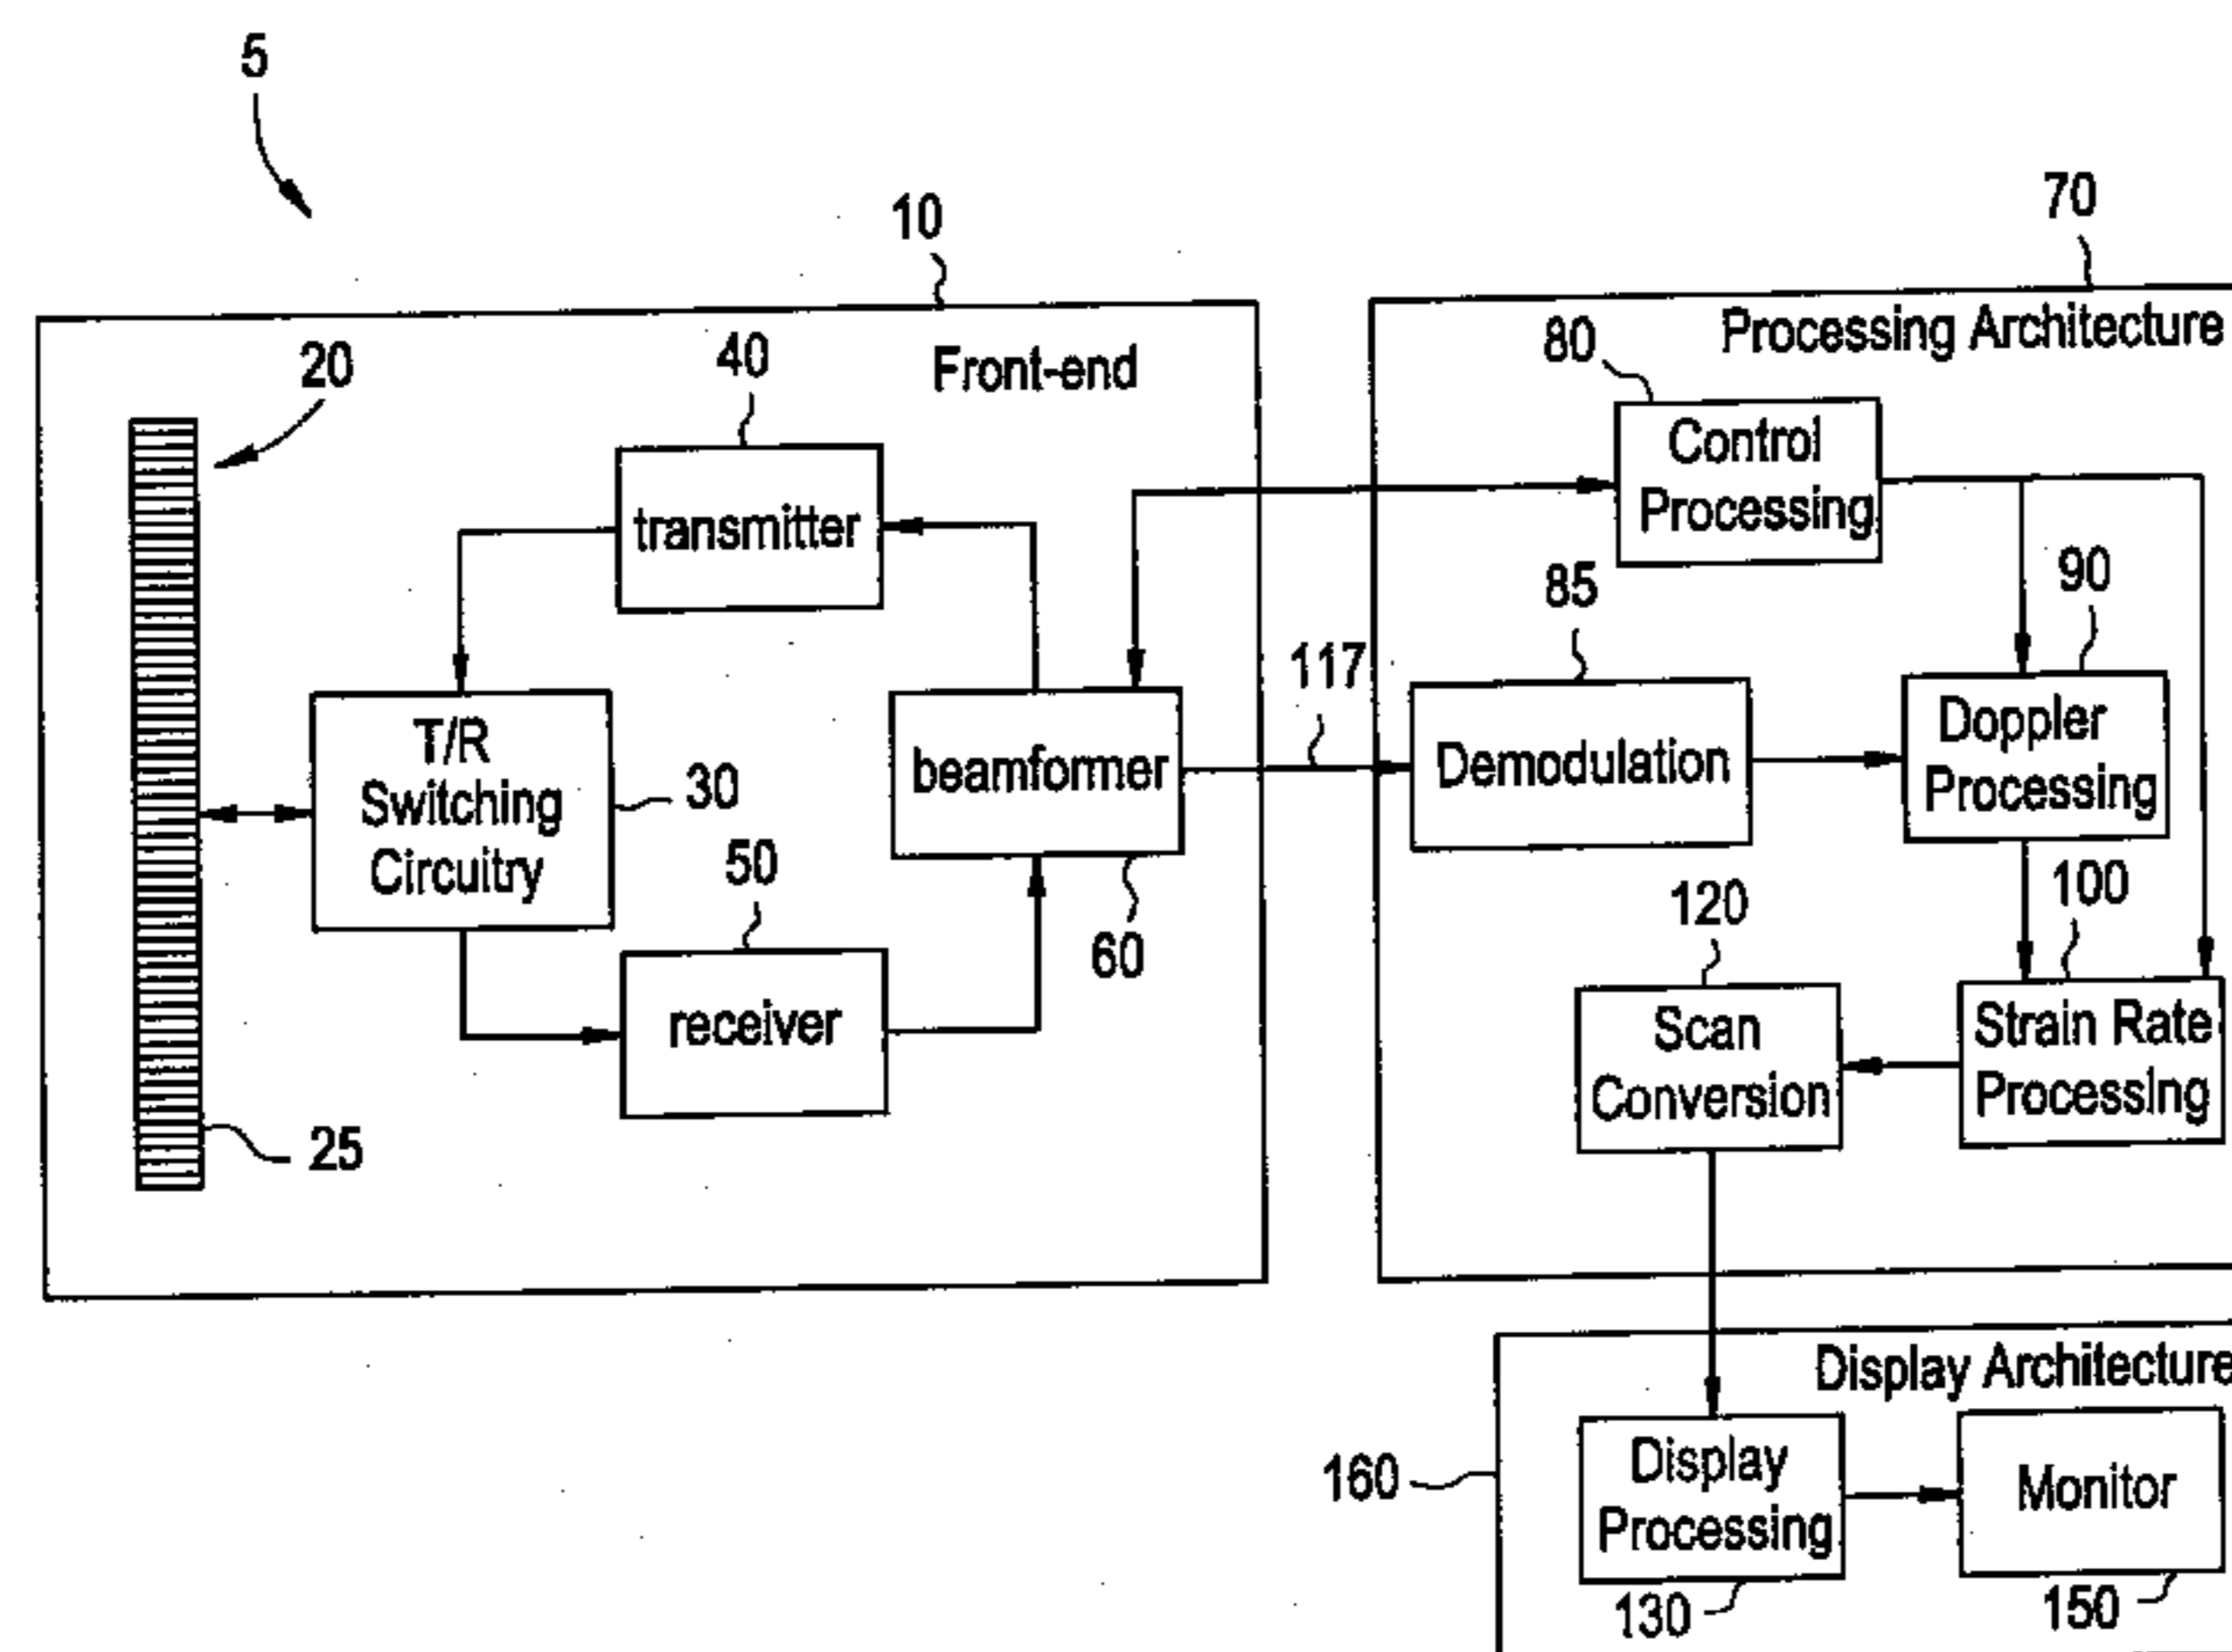 5
10
Front-end
20
40
transmitter
T/R
Switching
Circuitry
30
beamformer
60
50
receiver
25
117
70
Processing Architecture
80
Control
Processing
85
Demodulation
90
Doppler
Processing
100
Strain Rate
Processing
120
Scan
Conversion
Display Architecture
160
Display
Processing
130
Monitor
150